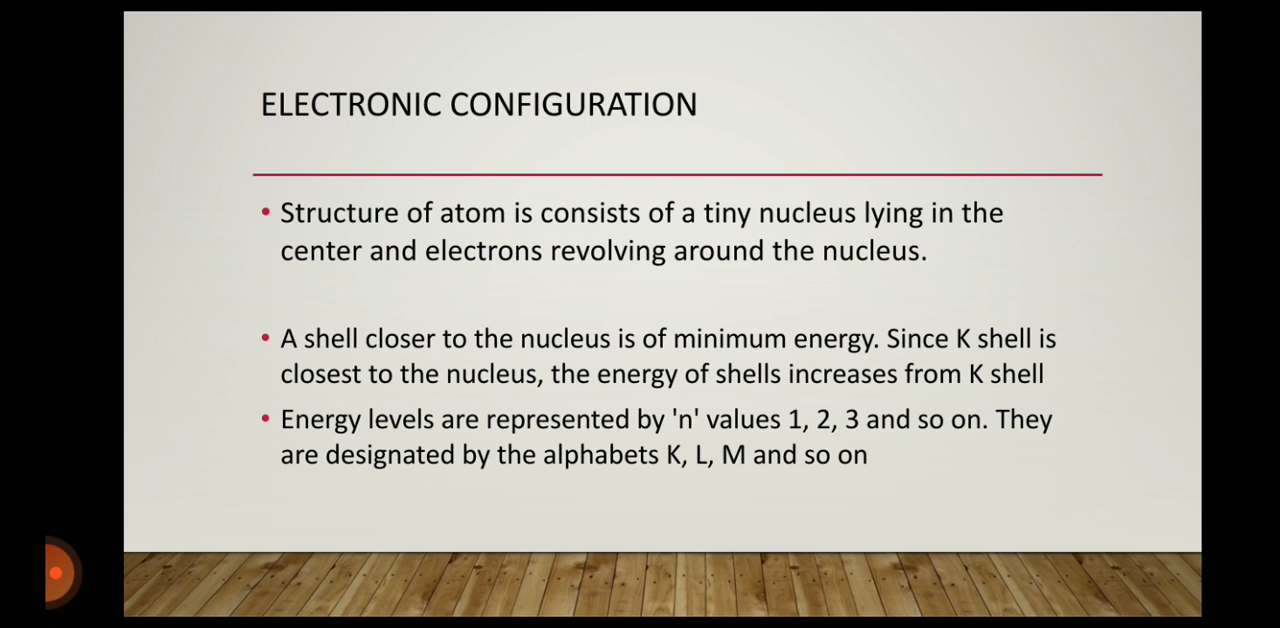 ELECTRONIC CONFIGURATION
• Structure of atom is consists of a tiny nucleus lying in the
center and electrons revolving around the nucleus.
• A shell closer to the nucleus is of minimum energy. Since K shell is
closest to the nucleus, the energy of shells increases from K shell
• Energy levels are represented by 'n' values 1, 2, 3 and so on. They
are designated by the alphabets K, L, M and so on